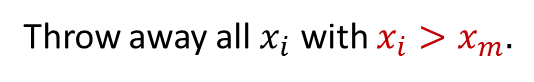 Throw away all 𝑥ᵢ with 𝑥ᵢ > 𝑥ₘ.